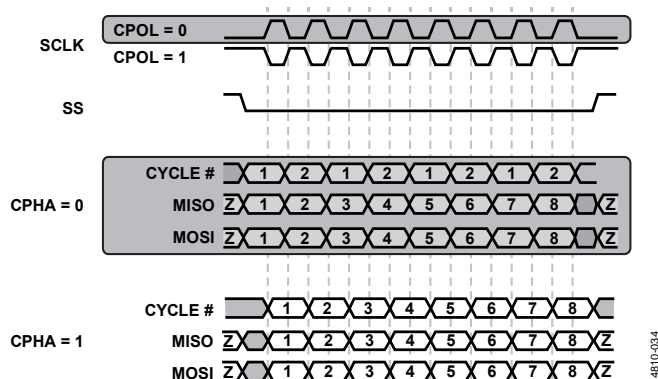 CPOL = 0
SCLK
CPOL = 1
SS
CYCLE # 1 2 1 2 1 2 1 2
CPHA = 0 MISO Z 1 2 3 4 5 6 7 8 Z
MOSI Z 1 2 3 4 5 6 7 8 Z
CYCLE # 1 2 3 4 5 6 7 8
CPHA = 1 MISO Z 1 2 3 4 5 6 7 8 Z
MOSI Z 1 2 3 4 5 6 7 8 Z
4810-034